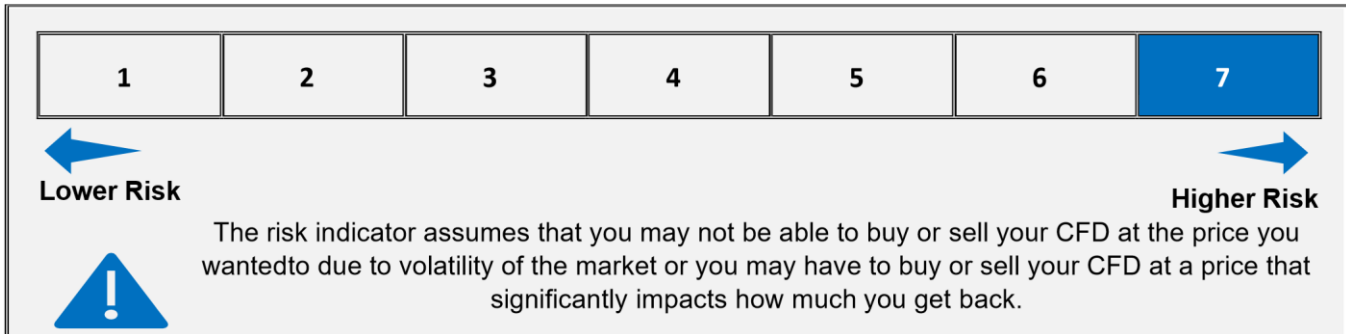 1 2 3 4 5 6 7
Lower Risk
Higher Risk
The risk indicator assumes that you may not be able to buy or sell your CFD at the price you
wantedto due to volatility of the market or you may have to buy or sell your CFD at a price that
significantly impacts how much you get back.